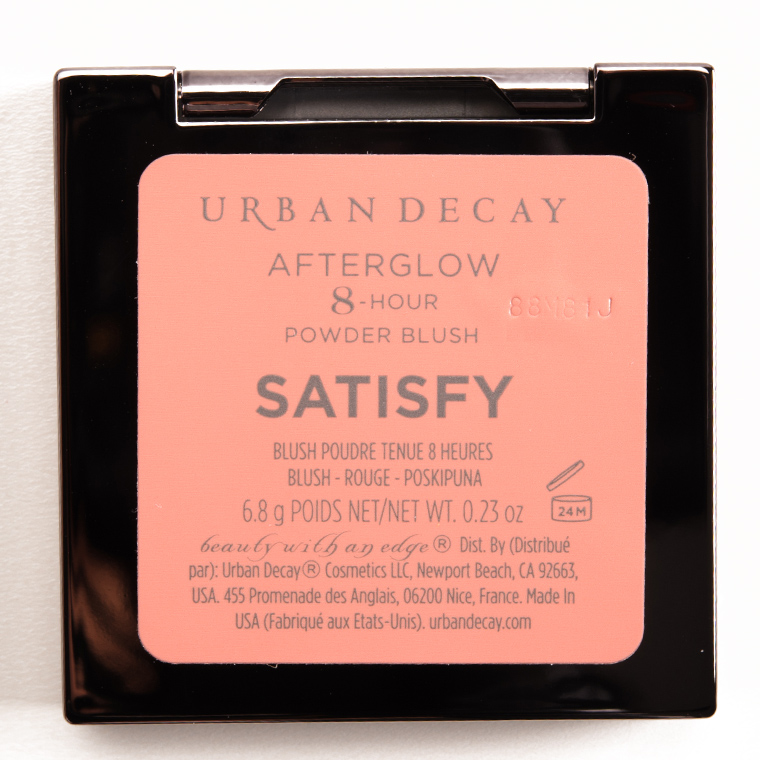 URBAN DECAY
AFTERGLOW
8-HOUR
POWDER BLUSH
SATISFY
BLUSH POUDRE TENUE 8 HEURES
BLUSH - ROUGE - POSKIPUNA
6.8 g POIDS NET/NET WT. 0.23 oz
24 M
beauty with an edge® Dist. By (Distribué
par): Urban Decay® Cosmetics LLC, Newport Beach, CA 92663,
USA. 455 Promenade des Anglais, 06200 Nice, France. Made In
USA (Fabriqué aux Etats-Unis). urbandecay.com